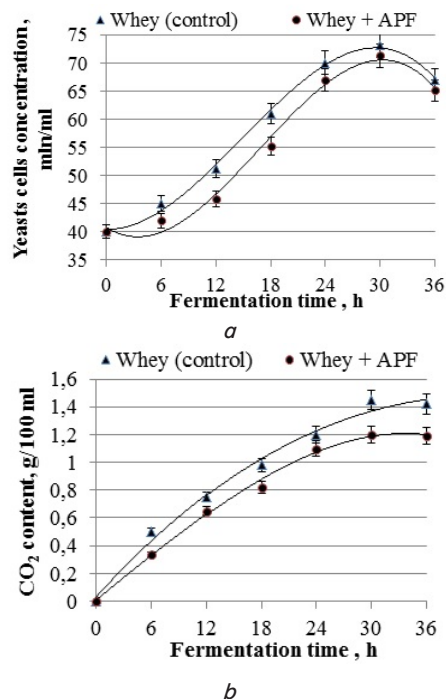 ▲ Whey (control) ● Whey + APF
Yeasts cells concentration,
mln/ml
75
70
65
60
55
50
45
40
35
0 6 12 18 24 30 36
Fermentation time , h
a
▲ Whey (control) ● Whey + APF
CO₂ content, g/100 ml
1,6
1,4
1,2
1
0,8
0,6
0,4
0,2
0
0 6 12 18 24 30 36
Fermentation time , h
b